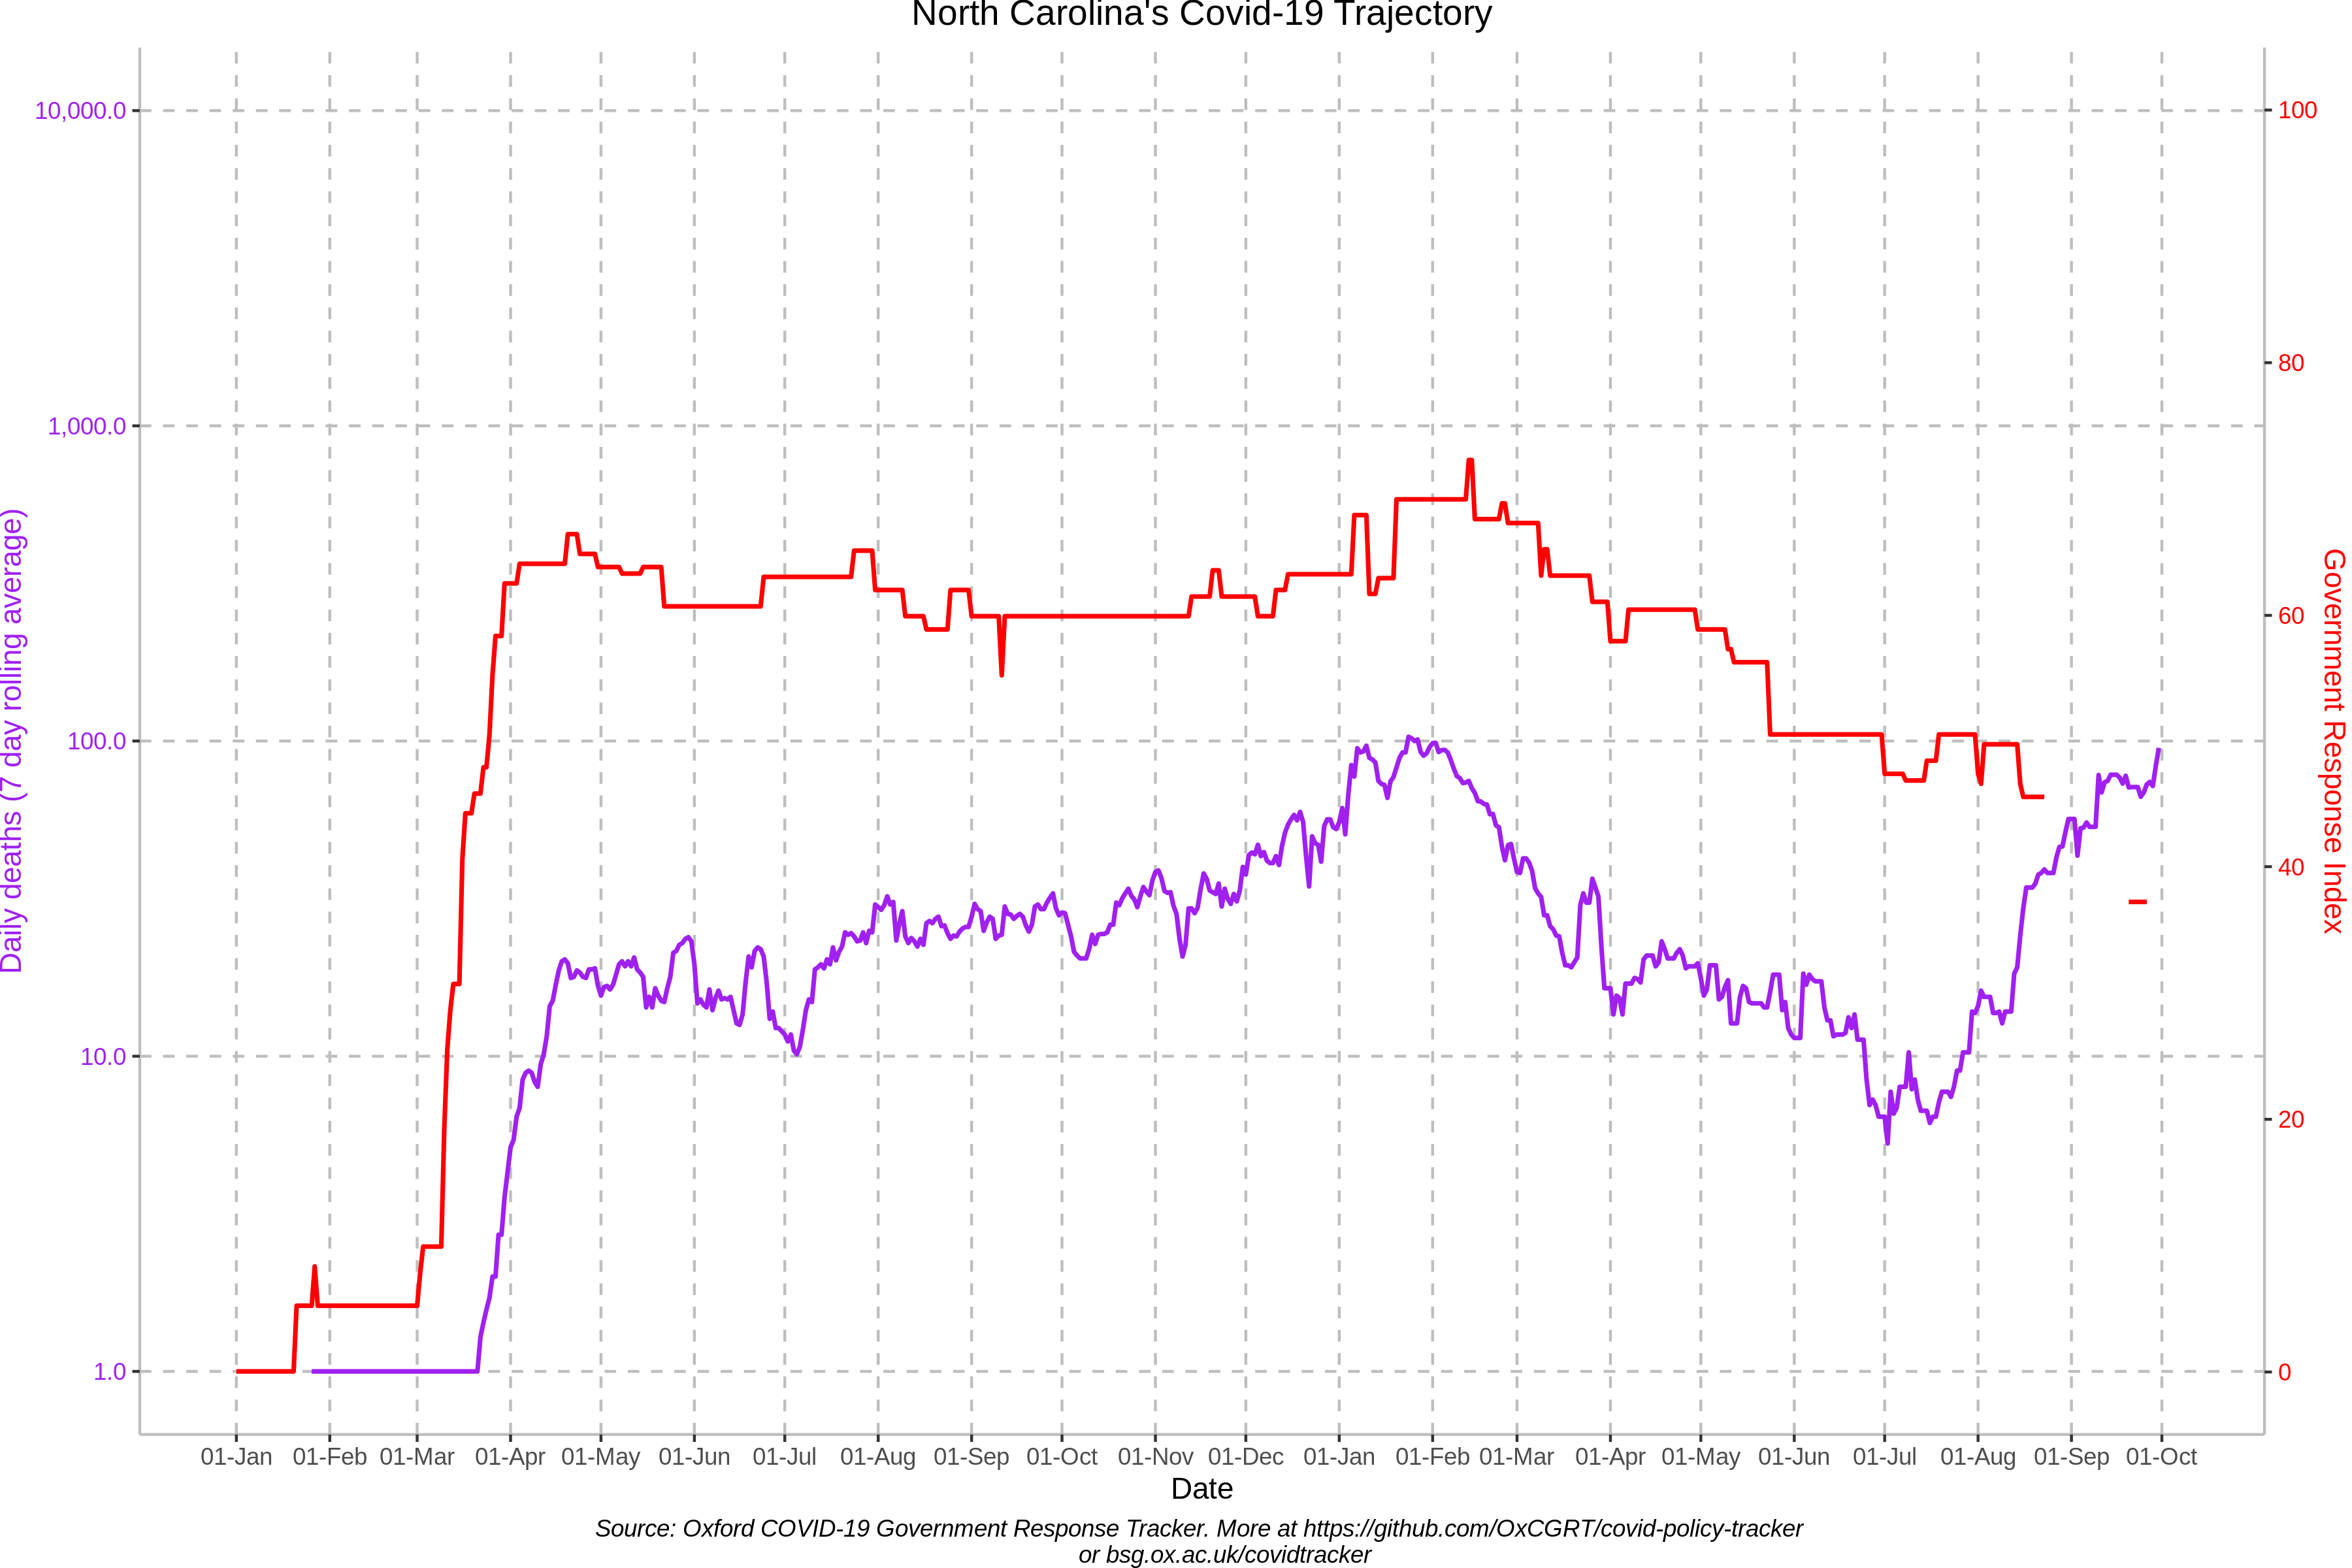 North Carolina's Covid-19 Trajectory
10,000.0
1,000.0
100.0
10.0
1.0
Daily deaths (7 day rolling average)
100
80
60
40
20
0
Government Response Index
01-Jan 01-Feb 01-Mar 01-Apr 01-May 01-Jun 01-Jul 01-Aug 01-Sep 01-Oct 01-Nov 01-Dec 01-Jan 01-Feb 01-Mar 01-Apr 01-May 01-Jun 01-Jul 01-Aug 01-Sep 01-Oct
Date
Source: Oxford COVID-19 Government Response Tracker. More at https://github.com/OxCGRT/covid-policy-tracker
or bsg.ox.ac.uk/covidtracker